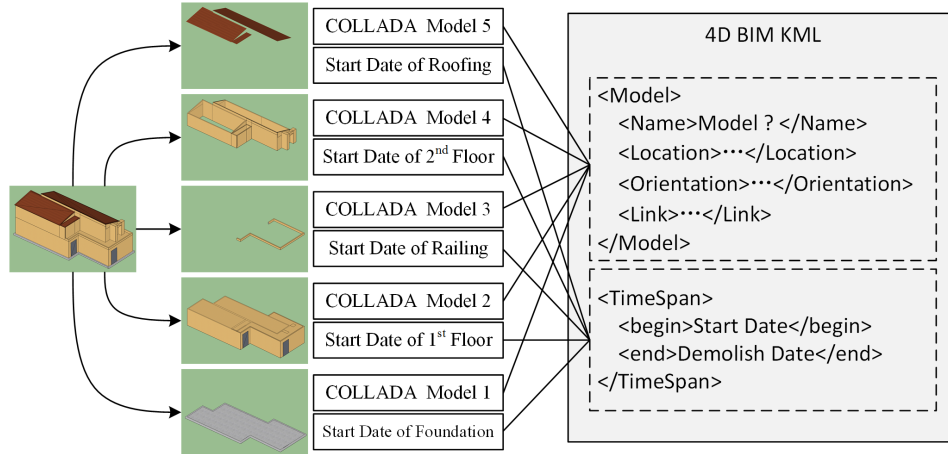 COLLADA Model 5
Start Date of Roofing
COLLADA Model 4
Start Date of 2nd Floor
COLLADA Model 3
Start Date of Railing
COLLADA Model 2
Start Date of 1st Floor
COLLADA Model 1
Start Date of Foundation
4D BIM KML
<Model>
<Name>Model ? </Name>
<Location>⋯</Location>
<Orientation>⋯</Orientation>
<Link>⋯</Link>
</Model>
<TimeSpan>
<begin>Start Date</begin>
<end>Demolish Date</end>
</TimeSpan>